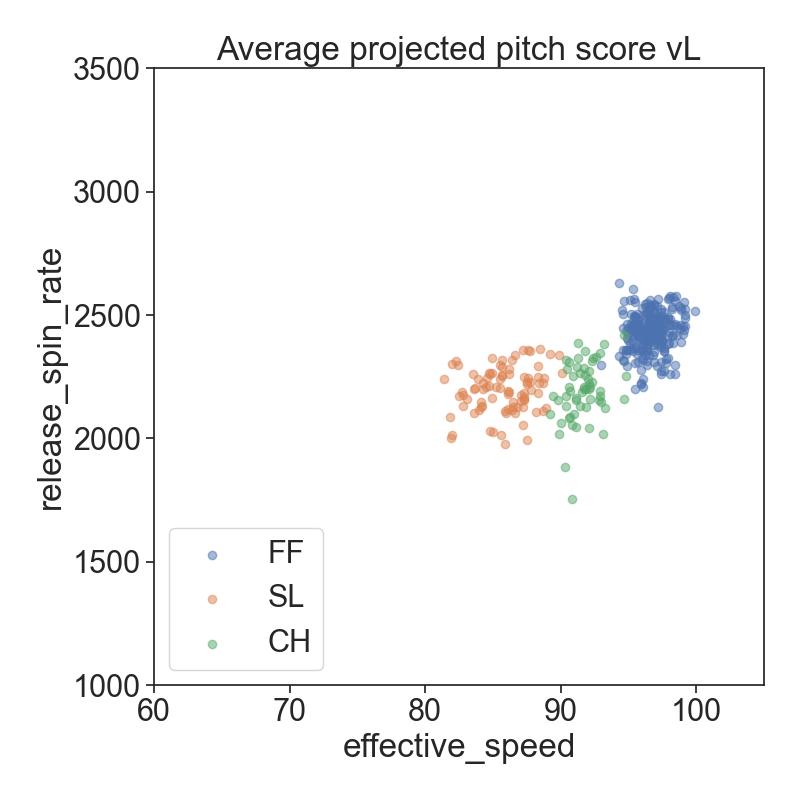 Average projected pitch score vL
3500
3000
2500
2000
1500
1000
release_spin_rate
FF
SL
CH
60
70
80
90
100
effective_speed